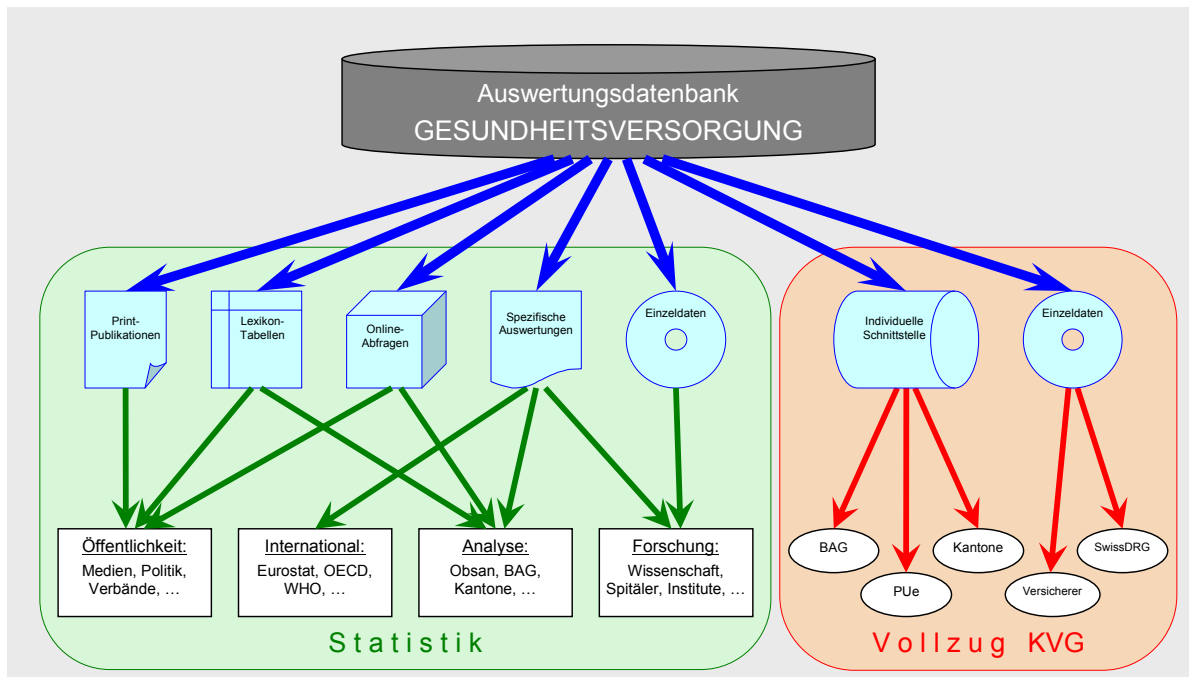 Auswertungsdatenbank
GESUNDHEITSVERSORGUNG
Print-
Publikationen
Lexikon-
Tabellen
Online-
Abfragen
Spezifische
Auswertungen
Einzeldaten
Individuelle
Schnittstelle
Einzeldaten
Öffentlichkeit:
Medien, Politik,
Verbände, …
International:
Eurostat, OECD,
WHO, …
Analyse:
Obsan, BAG,
Kantone, …
Forschung:
Wissenschaft,
Spitäler, Institute, …
BAG
PUe
Kantone
Versicherer
SwissDRG
Statistik
Vollzug KVG